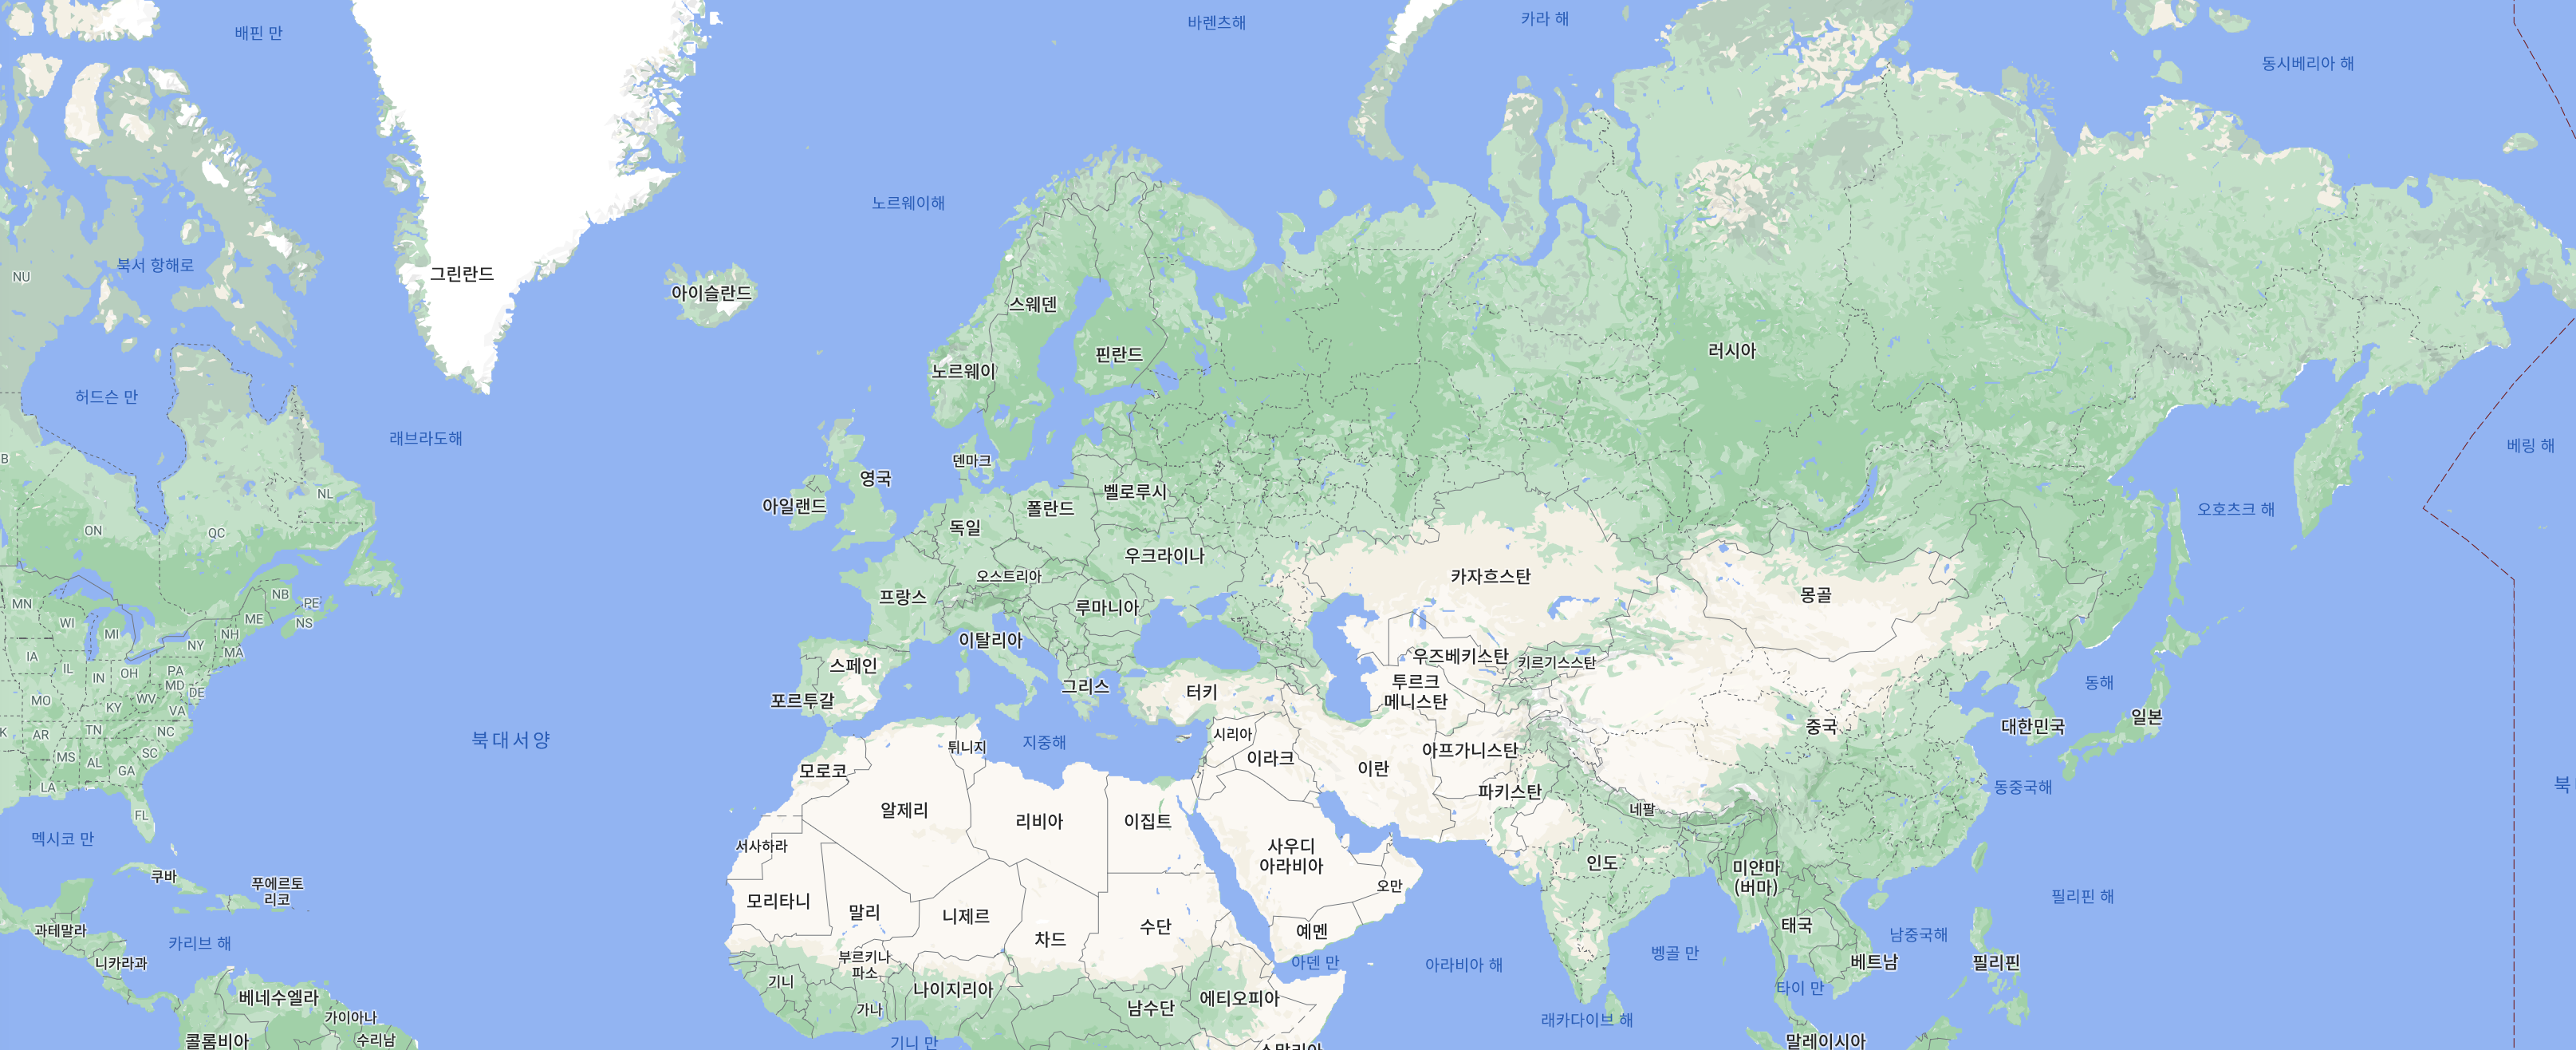 배핀 만
바렌츠해
카라 해
동시베리아 해
노르웨이해
북서 항해로
NU
그린란드
아이슬란드
스웨덴
핀란드
러시아
노르웨이
허드슨 만
래브라도해
덴마크
베링 해
B
영국
벨로루시
NL
아일랜드
폴란드
오호츠크 해
ON
QC
독일
우크라이나
오스트리아
카자흐스탄
몽골
NB
PE
MN
프랑스
루마니아
WI
ME
NS
MI
NH
이탈리아
NY
MA
IA
IL
IN
OH
PA
스페인
우즈베키스탄
키르기스스탄
MD
DE
그리스
터키
투르크
메니스탄
동해
MO
KY
WV
VA
포르투갈
중국
대한민국
일본
K
AR
TN
NC
북대서양
튀니지
지중해
시리아
아프가니스탄
MS
AL
SC
GA
모로코
이라크
이란
LA
파키스탄
동중국해
북
FL
알제리
리비아
이집트
네팔
멕시코 만
서사하라
사우디
아라비아
인도
미얀마
(버마)
쿠바
푸에르토
리코
오만
필리핀 해
모리타니
말리
니제르
수단
태국
과테말라
차드
예멘
남중국해
카리브 해
부르키나
파소
아덴 만
아라비아 해
벵골 만
베트남
필리핀
니카라과
기니
나이지리아
에티오피아
타이 만
베네수엘라
가나
남수단
가이아나
래카다이브 해
콜롬비아
수리남
기니 만
소말리아
말레이시아